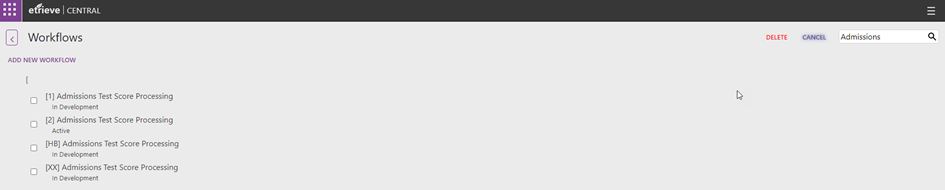 etrieve | CENTRAL
Workflows
DELETE CANCEL Admissions
ADD NEW WORKFLOW
[
[1] Admissions Test Score Processing
In Development
[2] Admissions Test Score Processing
Active
[HB] Admissions Test Score Processing
In Development
[XX] Admissions Test Score Processing
In Development